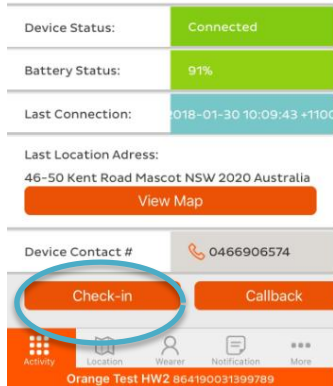 Device Status: Connected
Battery Status: 91%
Last Connection: 2018-01-30 10:09:43 +1100
Last Location Adress:
46-50 Kent Road Mascot NSW 2020 Australia
View Map
Device Contact # 0466906574
Check-in Callback
Activity Location Wearer Notification More
Orange Test HW2 864190031399789